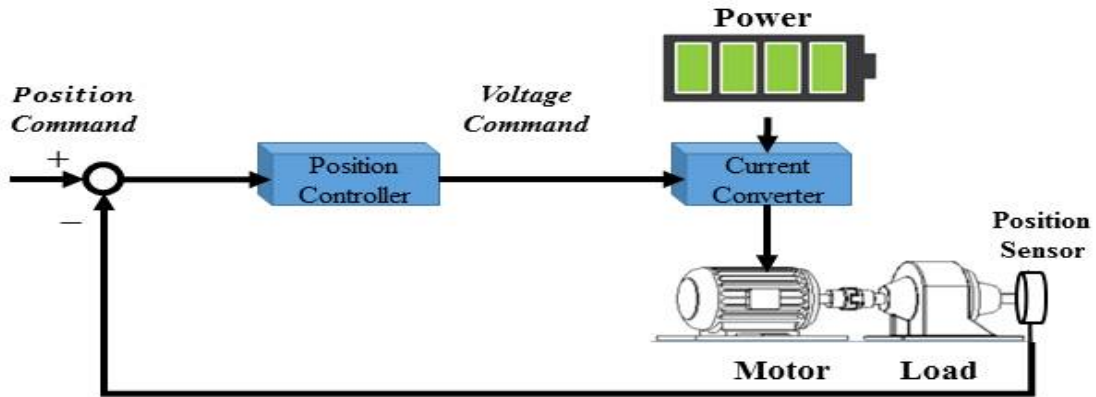 Power
Position
Command
Voltage
Command
+
Position
Controller
Current
Converter
−
Position
Sensor
Motor
Load